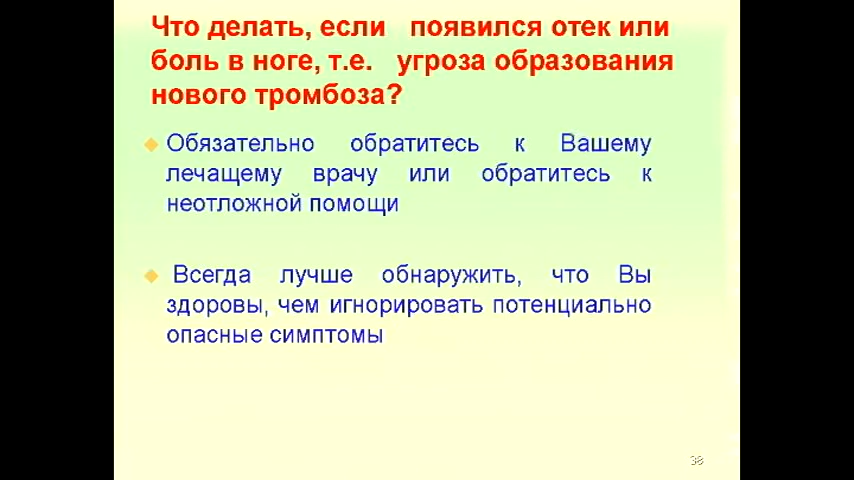 Что делать, если появился отек или
боль в ноге, т.е. угроза образования
нового тромбоза?
Обязательно обратитесь к Вашему
лечащему врачу или обратитесь к
неотложной помощи
Всегда лучше обнаружить, что Вы
здоровы, чем игнорировать потенциально
опасные симптомы
38